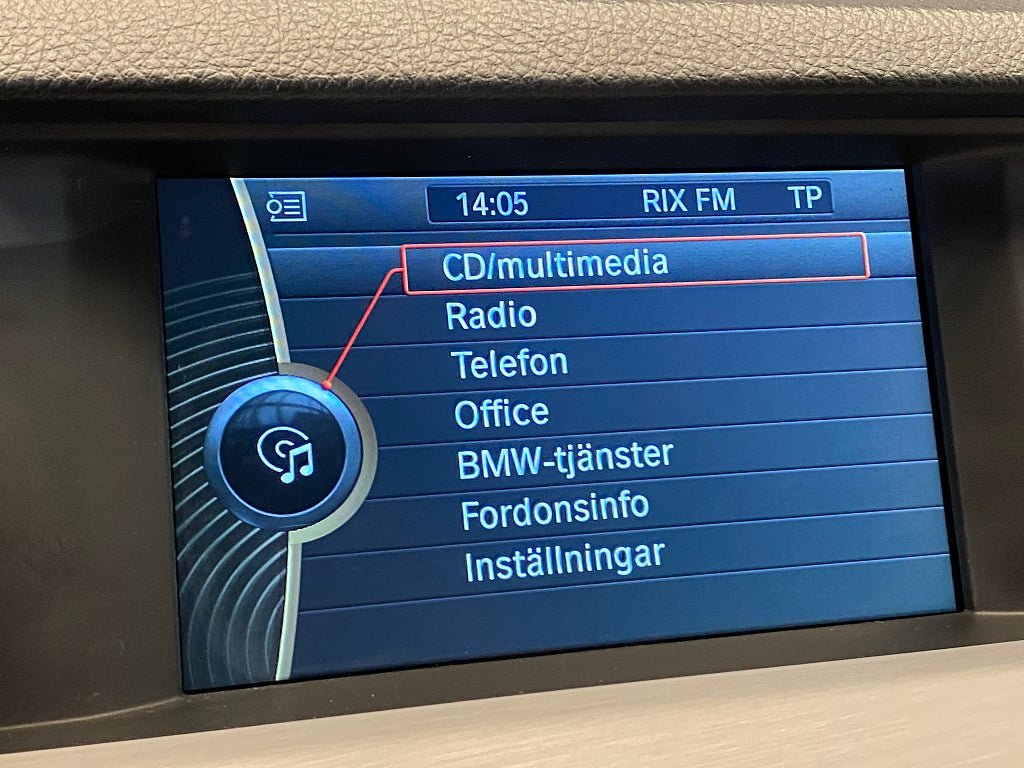 14:05 RIX FM TP
CD/multimedia
Radio
Telefon
Office
BMW-tjänster
Fordonsinfo
Inställningar